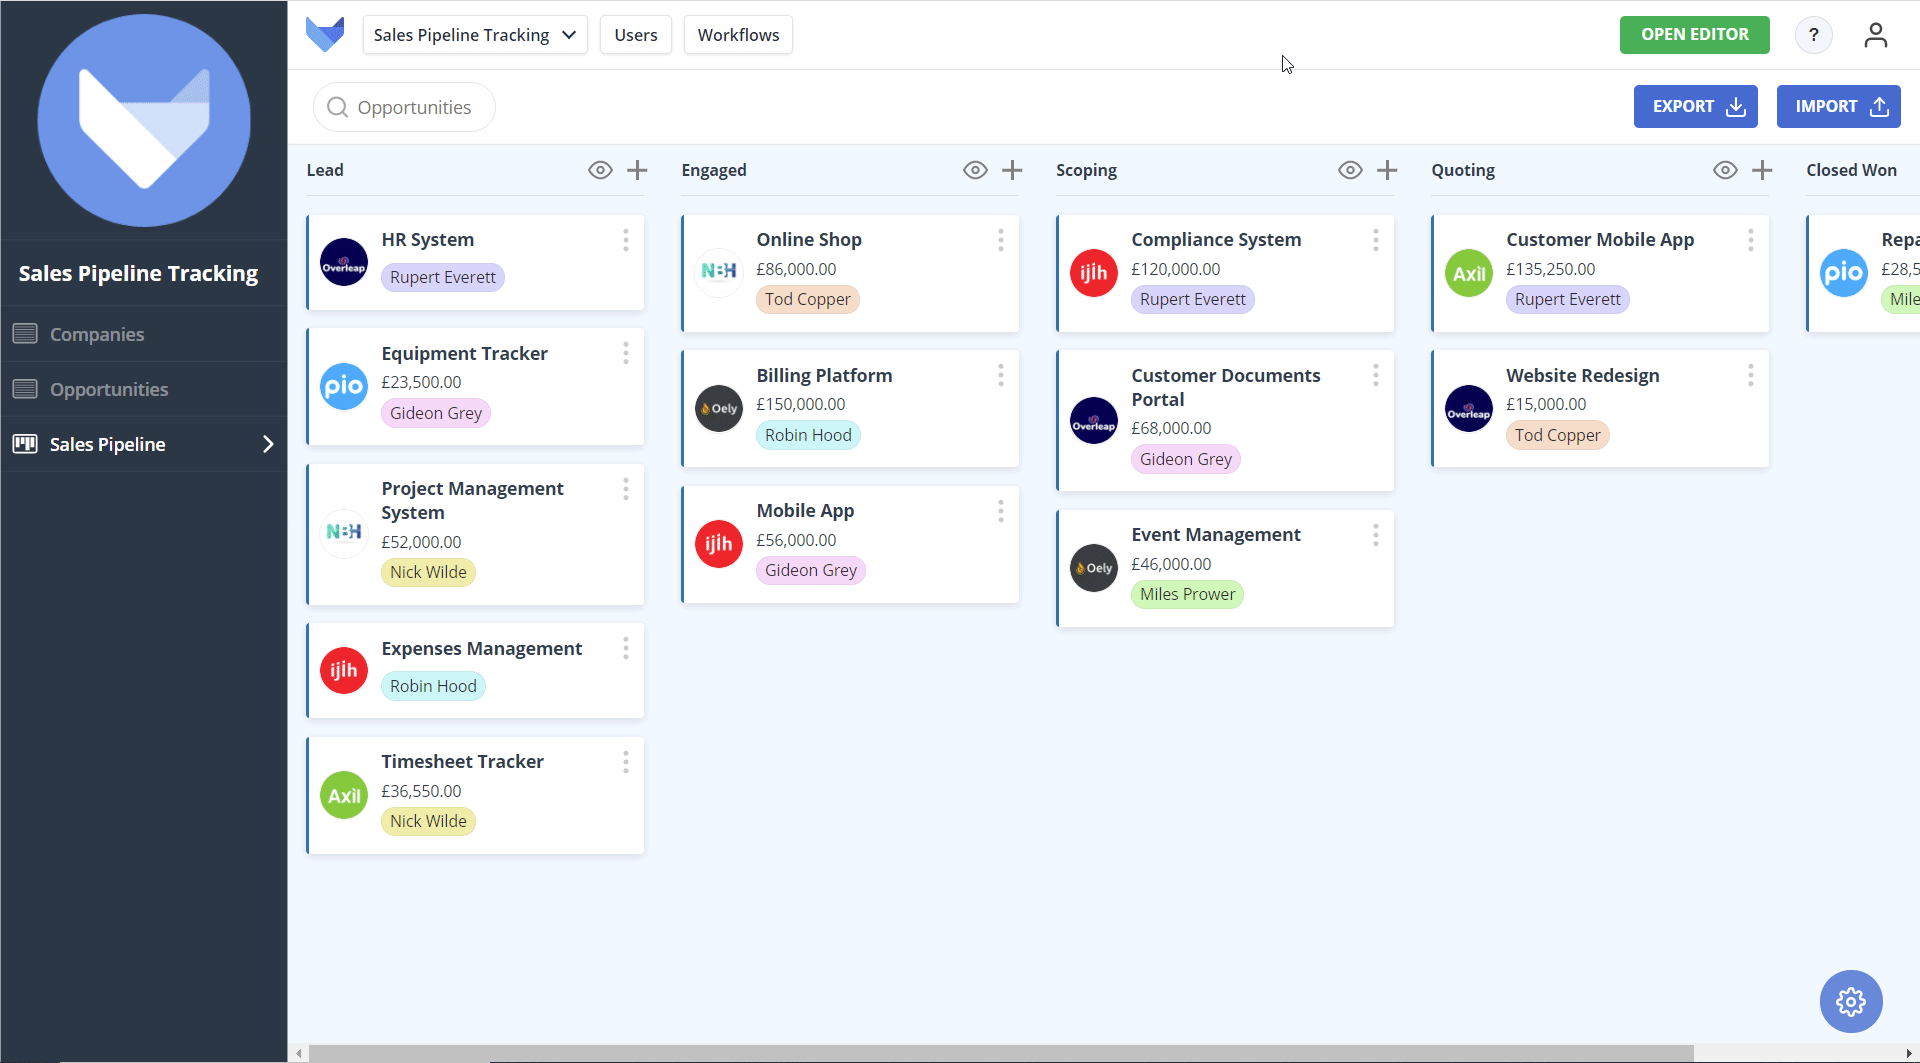 Sales Pipeline Tracking
Companies
Opportunities
Sales Pipeline
Sales Pipeline Tracking
Users
Workflows
OPEN EDITOR
?
Opportunities
EXPORT
IMPORT
Lead
HR System
Overleap
Rupert Everett
Equipment Tracker
pio
£23,500.00
Gideon Grey
Project Management
System
NBH
£52,000.00
Nick Wilde
Expenses Management
ijih
Robin Hood
Timesheet Tracker
Axil
£36,550.00
Nick Wilde
Engaged
Online Shop
NBH
£86,000.00
Tod Copper
Billing Platform
Oely
£150,000.00
Robin Hood
Mobile App
ijih
£56,000.00
Gideon Grey
Scoping
Compliance System
ijih
£120,000.00
Rupert Everett
Customer Documents
Portal
Overleap
£68,000.00
Gideon Grey
Event Management
Oely
£46,000.00
Miles Prower
Quoting
Customer Mobile App
Axil
£135,250.00
Rupert Everett
Website Redesign
Overleap
£15,000.00
Tod Copper
Closed Won
Repa
pio
£28,5
Mile